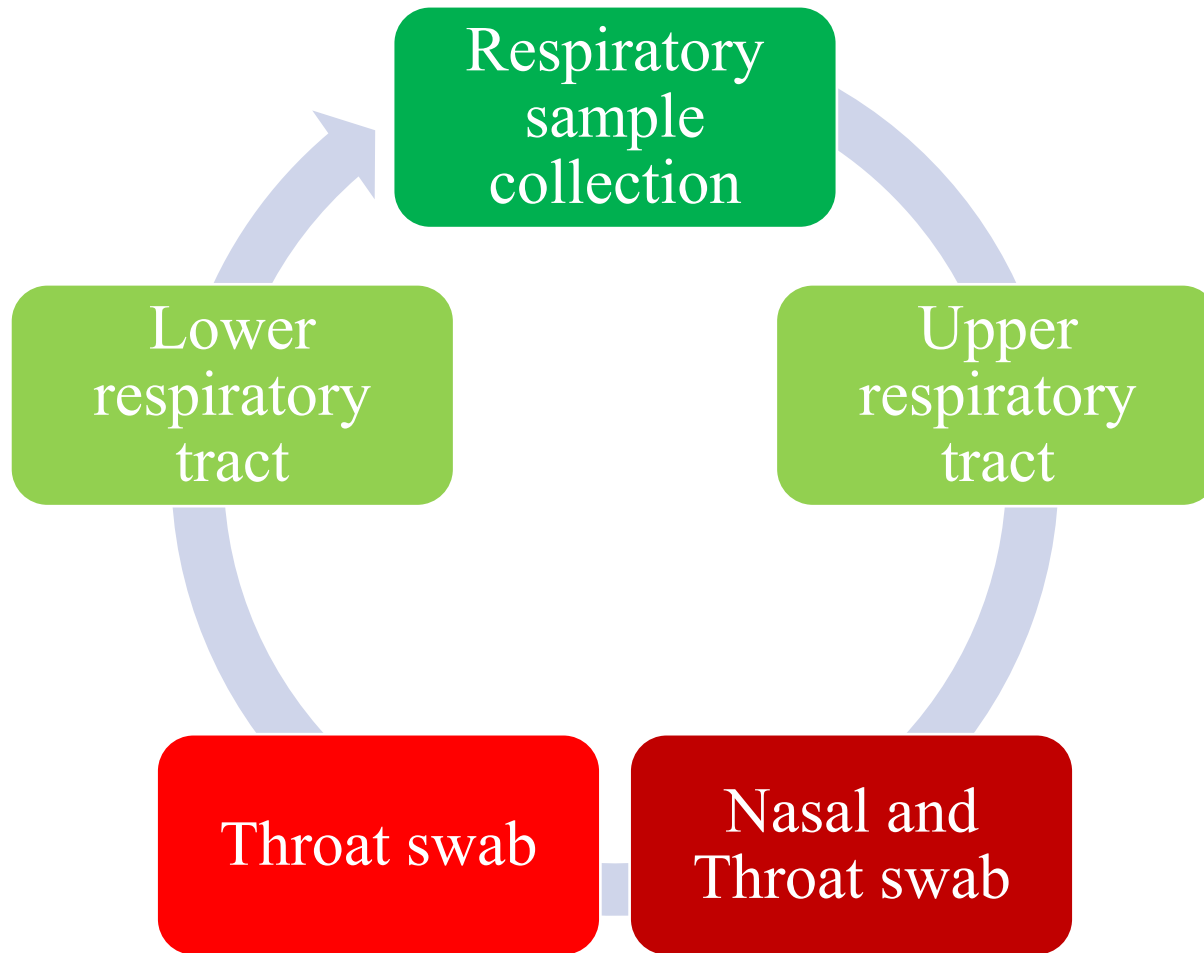 Respiratory
sample
collection
Lower
respiratory
tract
Upper
respiratory
tract
Throat swab
Nasal and
Throat swab